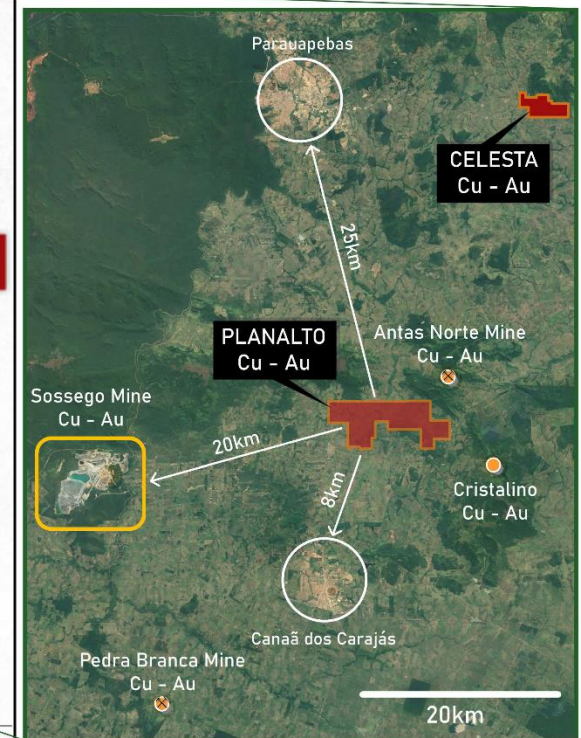 Parauapebas
CELESTA
Cu - Au
25km
PLANALTO
Cu - Au
Antas Norte Mine
Cu - Au
Sossego Mine
Cu - Au
20km
8km
Cristalino
Cu - Au
Canaã dos Carajás
Pedra Branca Mine
Cu - Au
20km